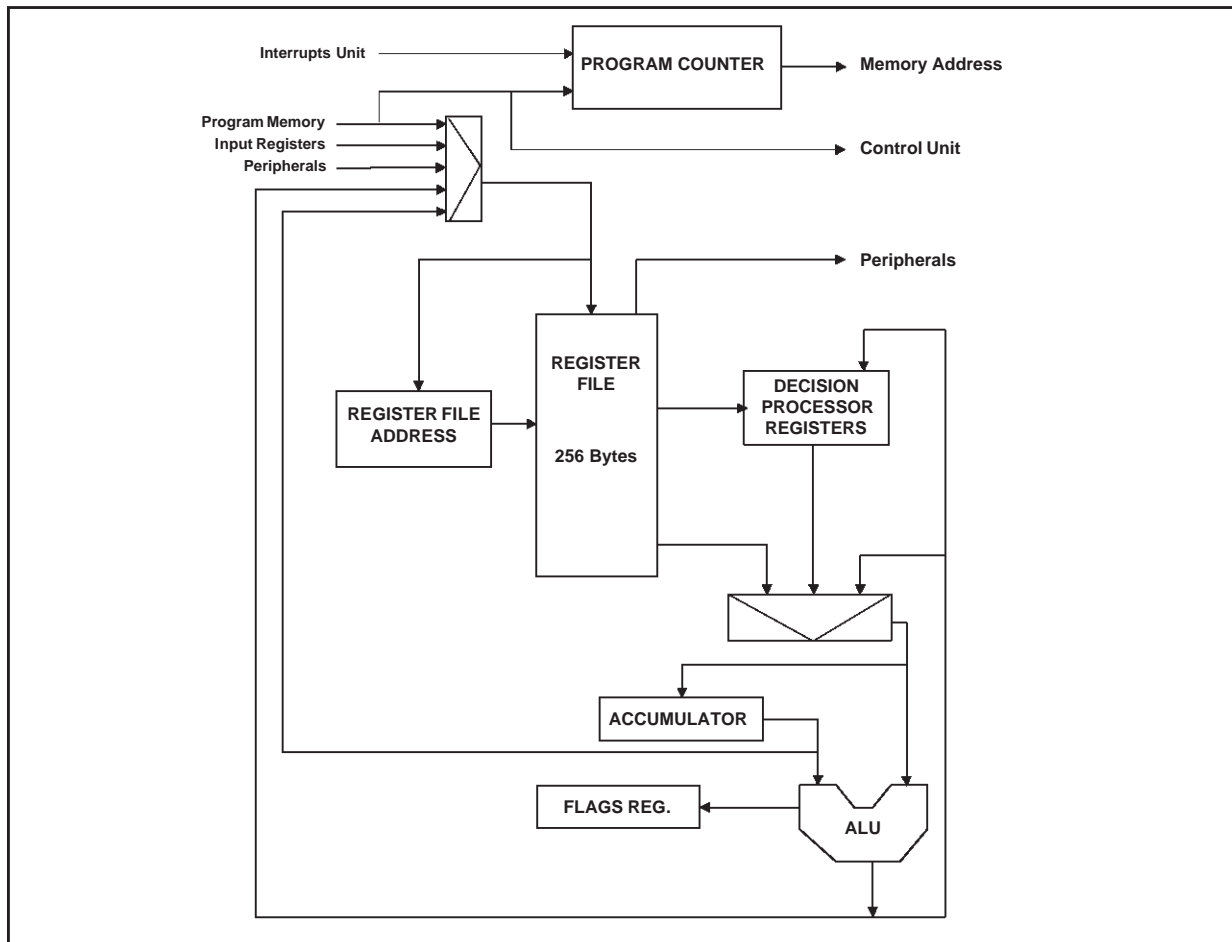 Interrupts Unit
PROGRAM COUNTER
Memory Address
Program Memory
Input Registers
Peripherals
Control Unit
Peripherals
REGISTER
FILE
256 Bytes
DECISION
PROCESSOR
REGISTERS
REGISTER FILE
ADDRESS
ACCUMULATOR
FLAGS REG.
ALU